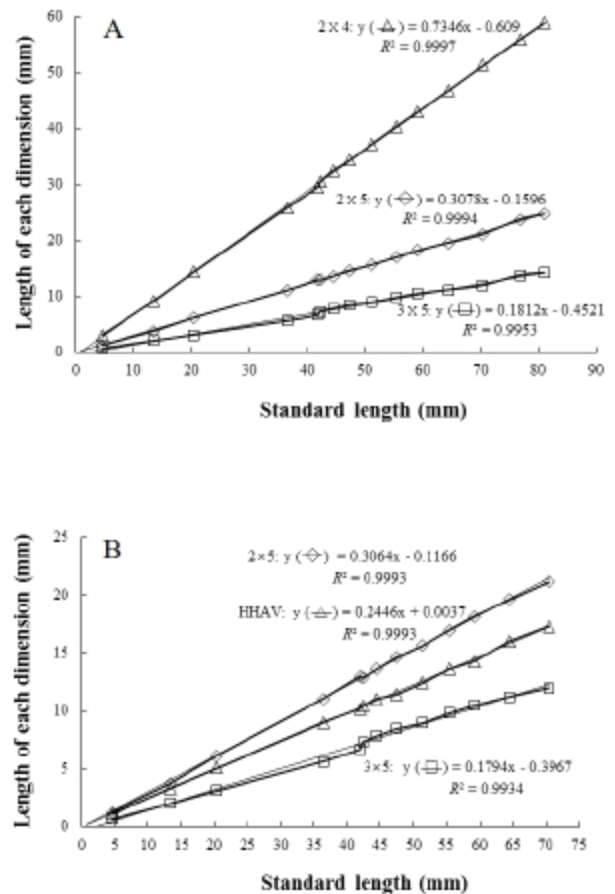 A
2×4: y (△) = 0.7346x - 0.609
R² = 0.9997
2×5: y (◇) = 0.3078x - 0.1596
R² = 0.9994
3×5: y (□) = 0.1812x - 0.4521
R² = 0.9953
Length of each dimension (mm)
60
50
40
30
20
10
0
0 10 20 30 40 50 60 70 80 90
Standard length (mm)
B
2×5: y (◇) = 0.3064x - 0.1166
R² = 0.9993
HHAV: y (△) = 0.2446x + 0.0037
R² = 0.9993
3×5: y (□) = 0.1794x - 0.3967
R² = 0.9934
Length of each dimension (mm)
25
20
15
10
5
0
0 5 10 15 20 25 30 35 40 45 50 55 60 65 70 75
Standard length (mm)